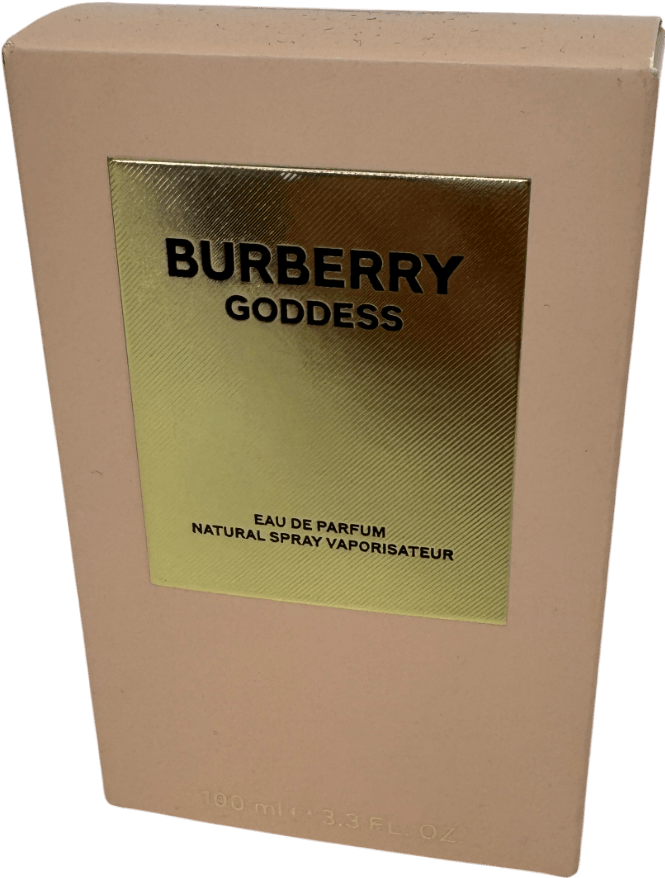 BURBERRY
GODDESS
EAU DE PARFUM
NATURAL SPRAY VAPORISATEUR
100 ml ℮ 3.3 FL. OZ.